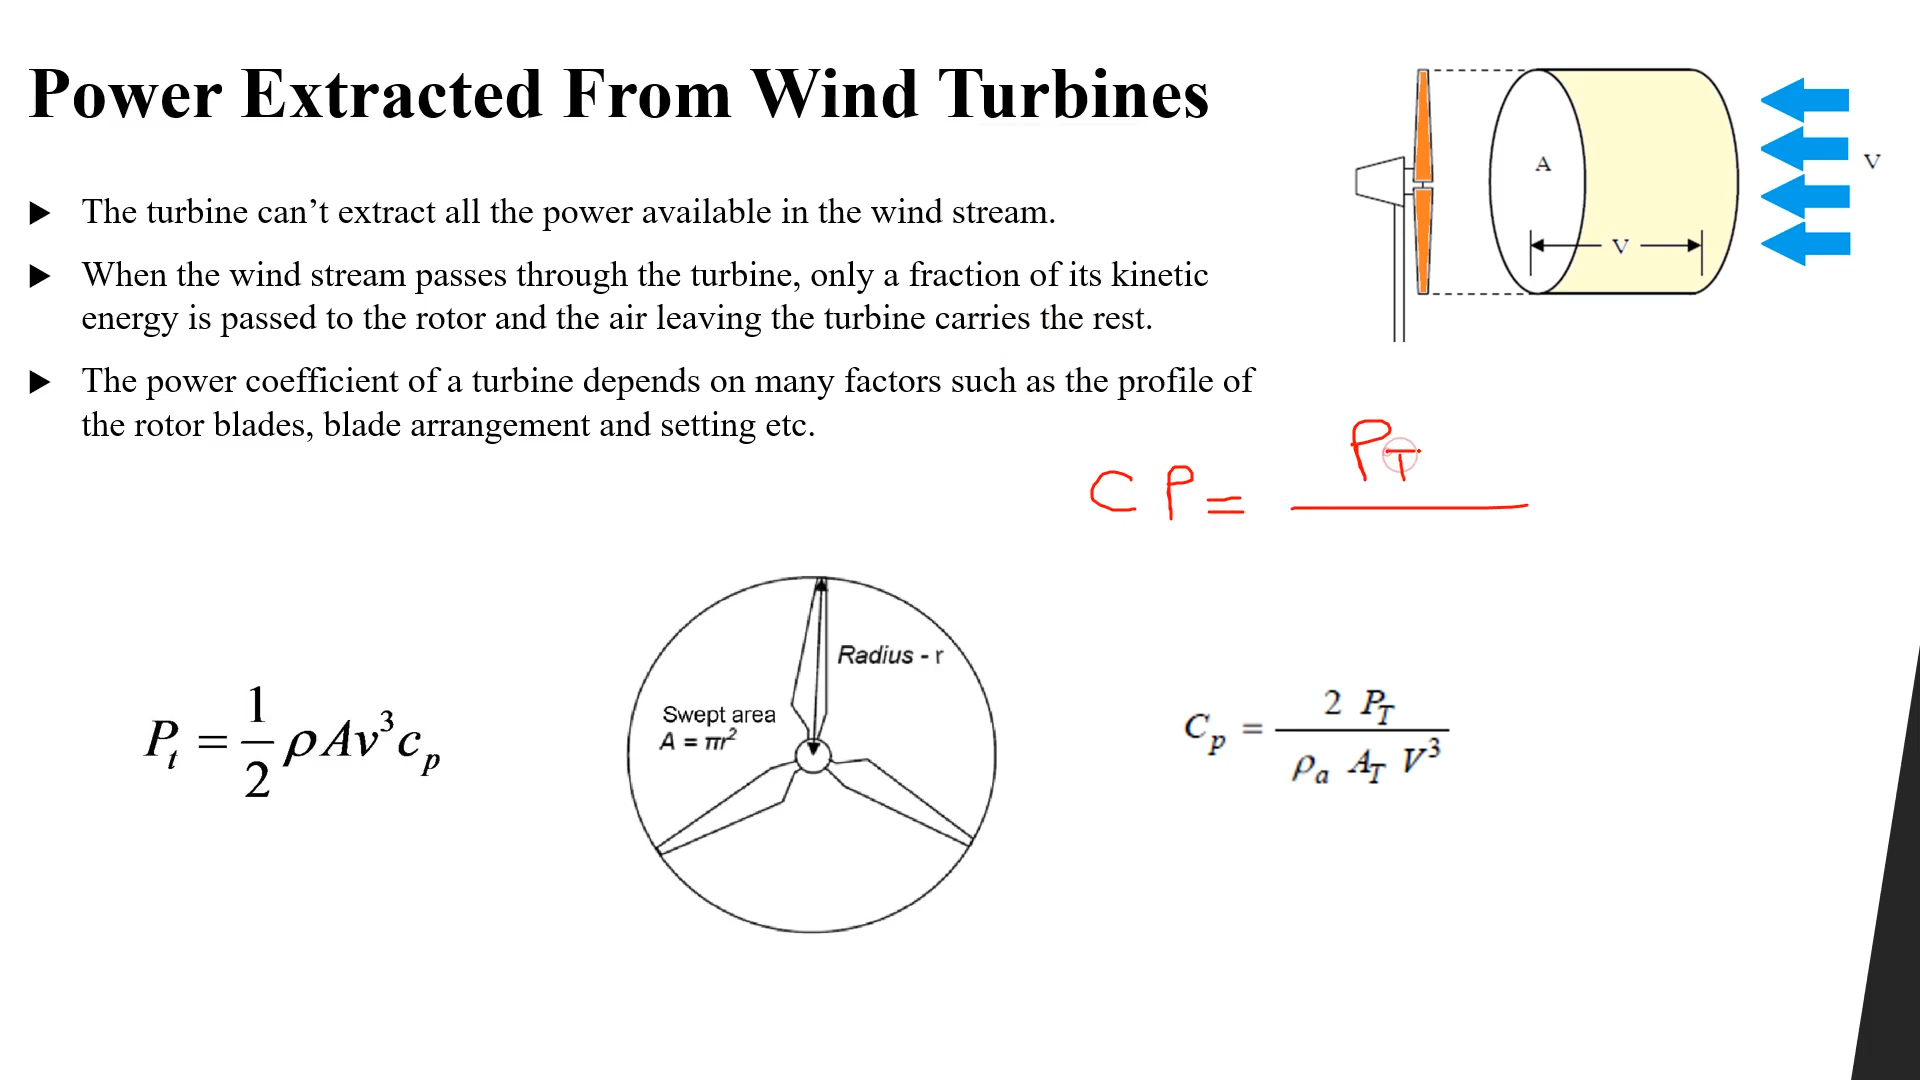 Power Extracted From Wind Turbines
A
V
V
► The turbine can’t extract all the power available in the wind stream.
► When the wind stream passes through the turbine, only a fraction of its kinetic
energy is passed to the rotor and the air leaving the turbine carries the rest.
► The power coefficient of a turbine depends on many factors such as the profile of
the rotor blades, blade arrangement and setting etc.
CP = P_T / 
P_t = 1/2 ρAv³c_p
Radius - r
Swept area
A = πr²
C_p = 2 P_T / ρ_a A_T V³